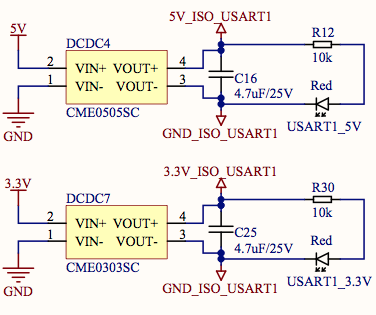 5V_ISO_USART1
5V DCDC4 R12
2 VIN+ VOUT+ 4 10k
1 VIN- VOUT- 3 C16 Red
CME0505SC 4.7uF/25V
GND GND_ISO_USART1 USART1_5V
3.3V_ISO_USART1
3.3V DCDC7 R30
2 VIN+ VOUT+ 4 10k
1 VIN- VOUT- 3 C25 Red
CME0303SC 4.7uF/25V
GND GND_ISO_USART1 USART1_3.3V